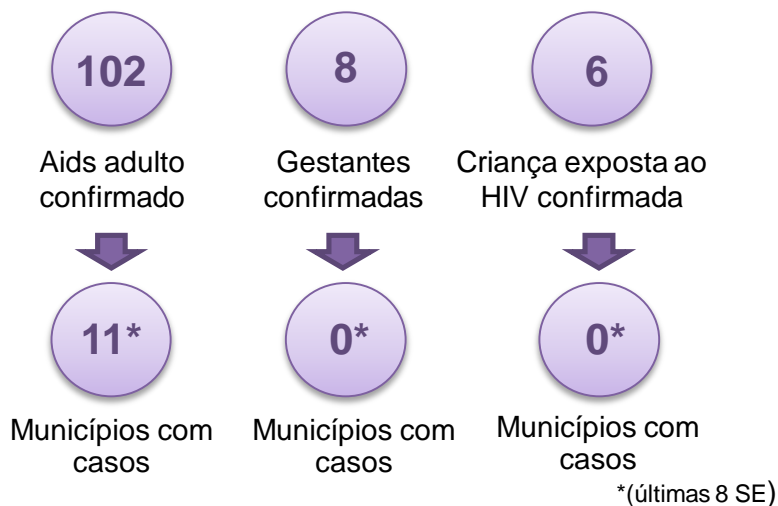 102
8
6
Aids adulto
confirmado
Gestantes
confirmadas
Criança exposta ao
HIV confirmada
11*
0*
0*
Municípios com
casos
Municípios com
casos
Municípios com
casos
*(últimas 8 SE)